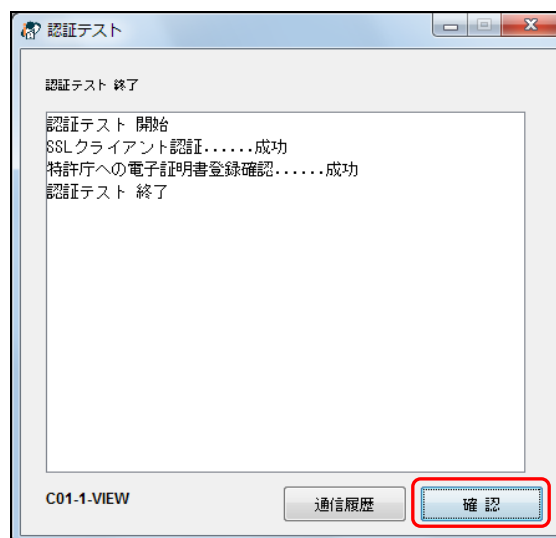 認証テスト
認証テスト 終了
認証テスト 開始
SSLクライアント認証......成功
特許庁への電子証明書登録確認......成功
認証テスト 終了
C01-1-VIEW
通信履歴
確 認